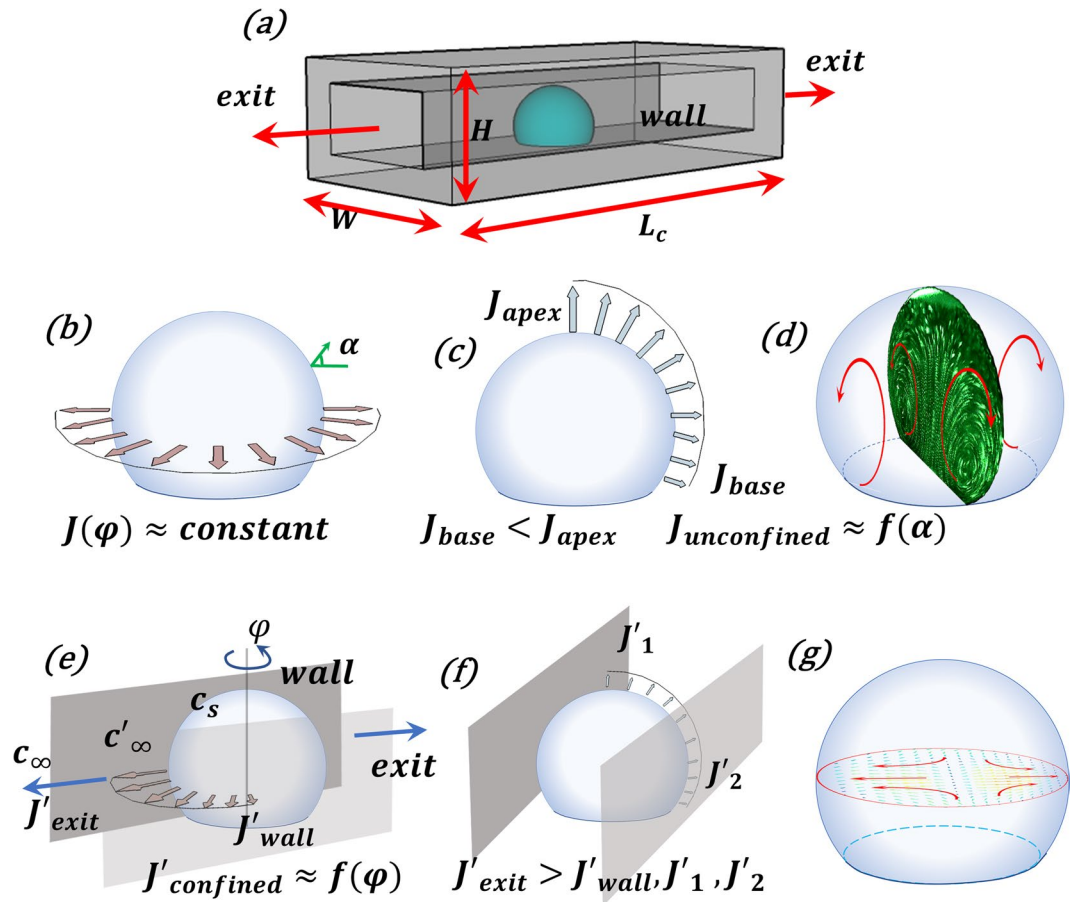 (a)
exit
exit
H
wall
W
L_c
(b)
α
J(φ) ≈ constant
(c)
J_apex
J_base
J_base < J_apex
(d)
J_unconfined ≈ f(α)
(e)
φ
wall
c_s
c'_∞
c_∞
exit
J'_exit
J'_wall
J'_confined ≈ f(φ)
(f)
J'_1
J'_2
J'_exit > J'_wall, J'_1, J'_2
(g)